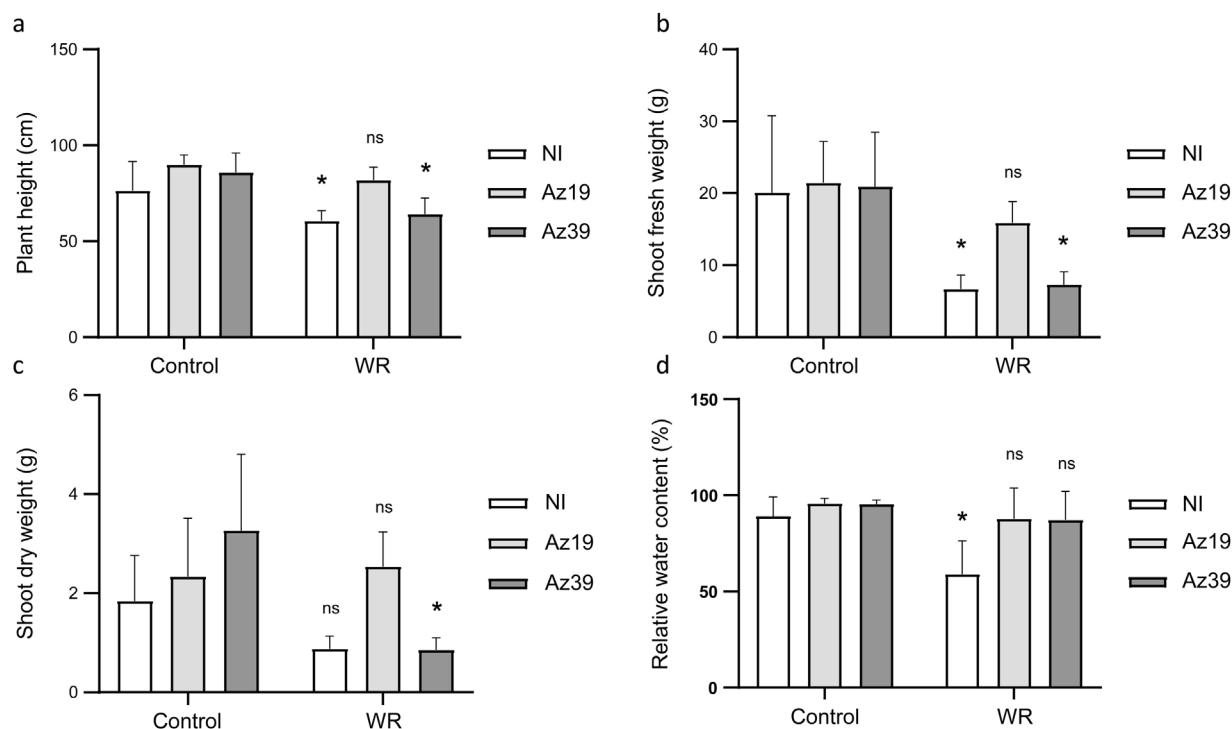 a
Plant height (cm)
150
100
50
0
*
ns
*
Control
WR
NI
Az19
Az39
b
Shoot fresh weight (g)
40
30
20
10
0
*
ns
*
Control
WR
NI
Az19
Az39
c
Shoot dry weight (g)
6
4
2
0
ns
ns
*
Control
WR
NI
Az19
Az39
d
Relative water content (%)
150
100
50
0
*
ns
ns
Control
WR
NI
Az19
Az39